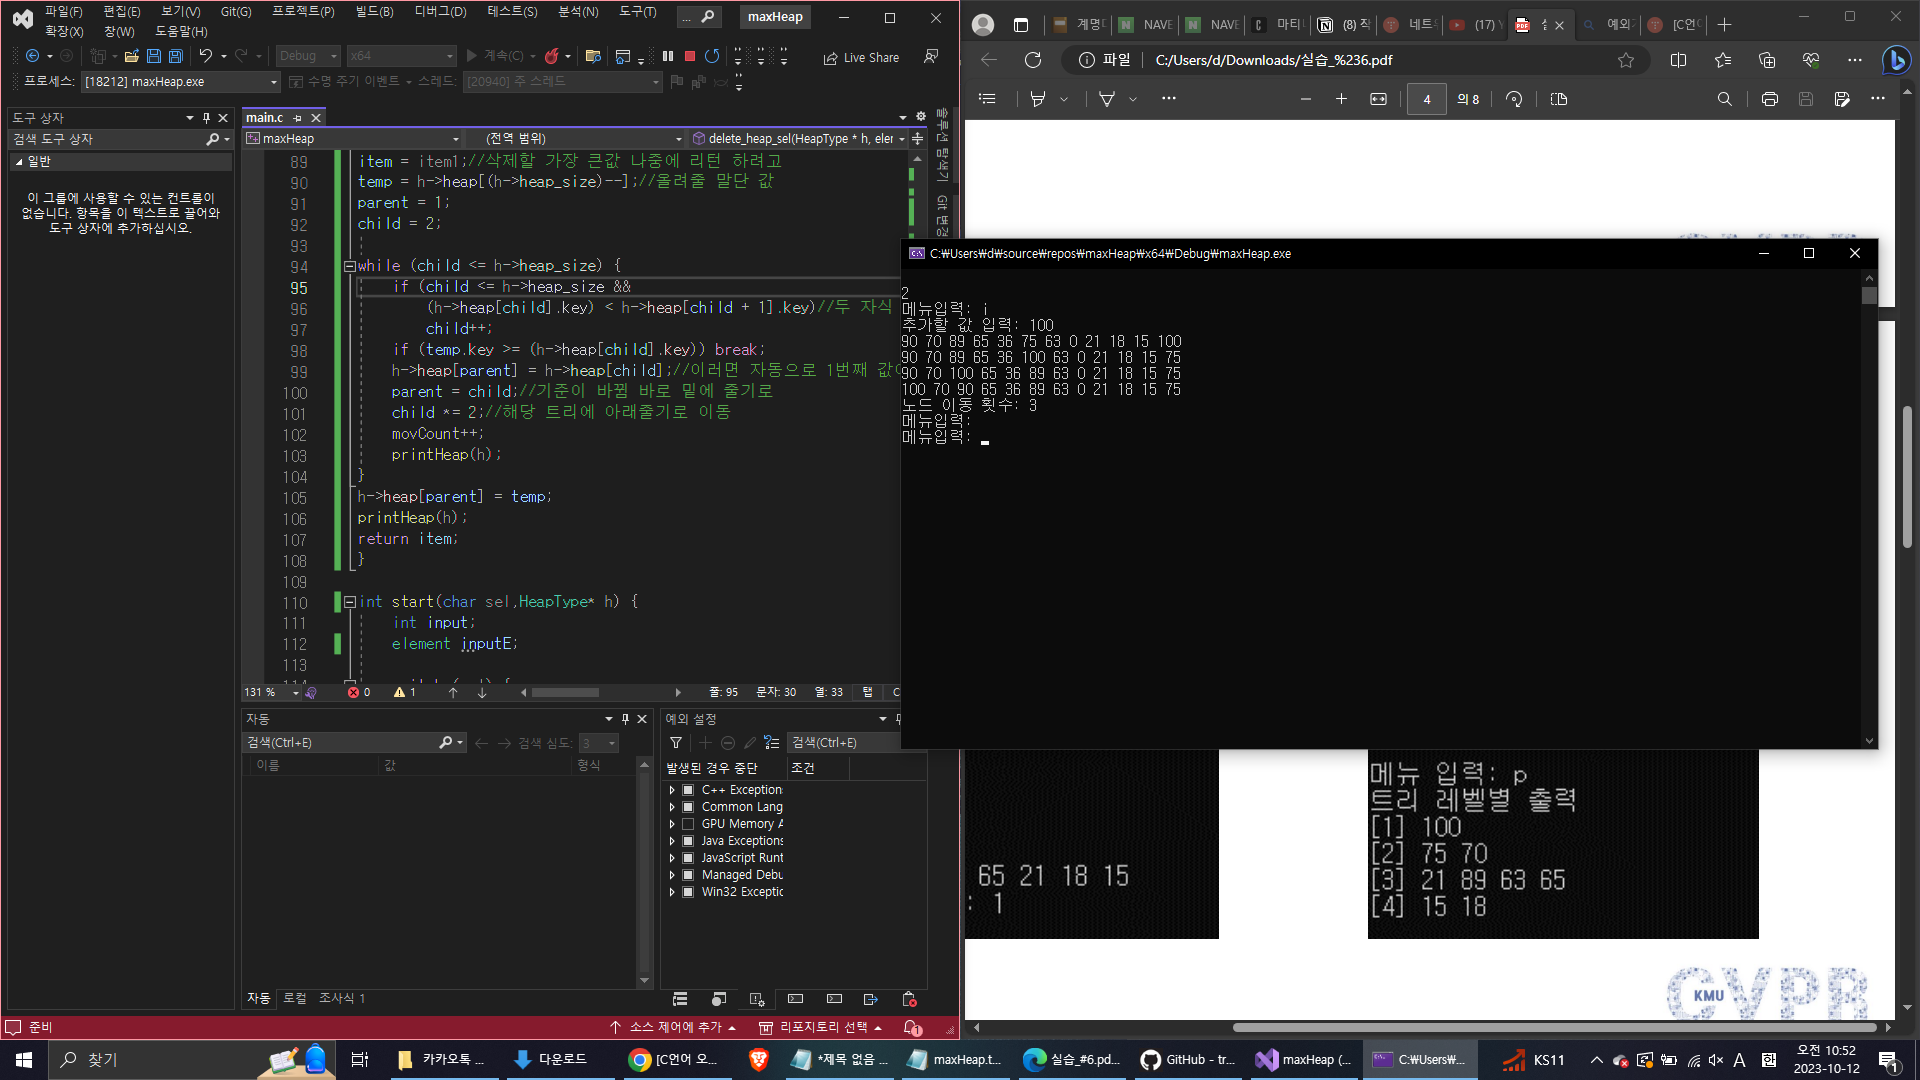 파일(F) 편집(E) 보기(V) Git(G) 프로젝트(P) 빌드(B) 디버그(D) 테스트(S) 분석(N) 도구(T) ... maxHeap
확장(X) 창(W) 도움말(H)
Debug x64 계속(C) Live Share
프로세스: [18212] maxHeap.exe 수명 주기 이벤트 스레드: [20940] 주 스레드
도구 상자
검색 도구 상자
일반
이 그룹에 사용할 수 있는 컨트롤이
없습니다. 항목을 이 텍스트로 끌어와
도구 상자에 추가하십시오.
main.c
maxHeap (전역 범위) delete_heap_sel(HeapType * h, eler
89 item = item1;//삭제할 가장 큰값 나중에 리턴 하려고
90 temp = h->heap[(h->heap_size)--];//올려줄 말단 값
91 parent = 1;
92 child = 2;
93
94 while (child <= h->heap_size) {
95 if (child <= h->heap_size &&
96 (h->heap[child].key) < h->heap[child + 1].key)//두 자식
97 child++;
98 if (temp.key >= (h->heap[child].key)) break;
99 h->heap[parent] = h->heap[child];//이러면 자동으로 1번째 값이
100 parent = child;//기준이 바뀜 바로 밑에 줄기로
101 child *= 2;//해당 트리에 아래줄기로 이동
102 movCount++;
103 printHeap(h);
104 }
105 h->heap[parent] = temp;
106 printHeap(h);
107 return item;
108 }
109
110 int start(char sel,HeapType* h) {
111 int input;
112 element inputE;
113
131 % 0 1 줄: 95 문자: 30 열: 33 탭 C
솔루션 탐색기
Git 변경
자동
검색(Ctrl+E) 검색 심도: 3
이름 값 형식
자동 로컬 조사식 1
예외 설정
검색(Ctrl+E)
발생된 경우 중단 조건
C++ Exception
Common Lang
GPU Memory A
Java Exceptions
JavaScript Runt
Managed Debu
Win32 Exceptio
준비 소스 제어에 추가 리포지토리 선택 1
계명 NAVE NAVE 마티 (8) 네트 (17) 예외 [C언
파일 C:/Users/d/Downloads/실습_%236.pdf
4 의 8
C:₩Users₩d₩source₩repos₩maxHeap₩x64₩Debug₩maxHeap.exe
2
메뉴입력: i
추가할 값 입력: 100
90 70 89 65 36 75 63 0 21 18 15 100
90 70 89 65 36 100 63 0 21 18 15 75
90 70 100 65 36 89 63 0 21 18 15 75
100 70 90 65 36 89 63 0 21 18 15 75
노드 이동 횟수: 3
메뉴입력:
메뉴입력:
65 21 18 15
: 1
메뉴 입력: p
트리 레벨별 출력
[1] 100
[2] 75 70
[3] 21 89 63 65
[4] 15 18
KMU CVPR
찾기 카카오톡 ... 다운로드 [C언어 오... *제목 없음 ... maxHeap.t... 실습_#6.pd... GitHub - tr... maxHeap (... C:₩Users₩... KS11 A 한 오전 10:52
2023-10-12 1